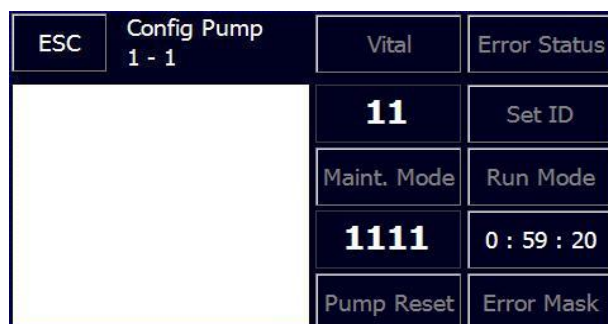 ESC
Config Pump
1 - 1
Vital
Error Status
11
Set ID
Maint. Mode
Run Mode
1111
0 : 59 : 20
Pump Reset
Error Mask